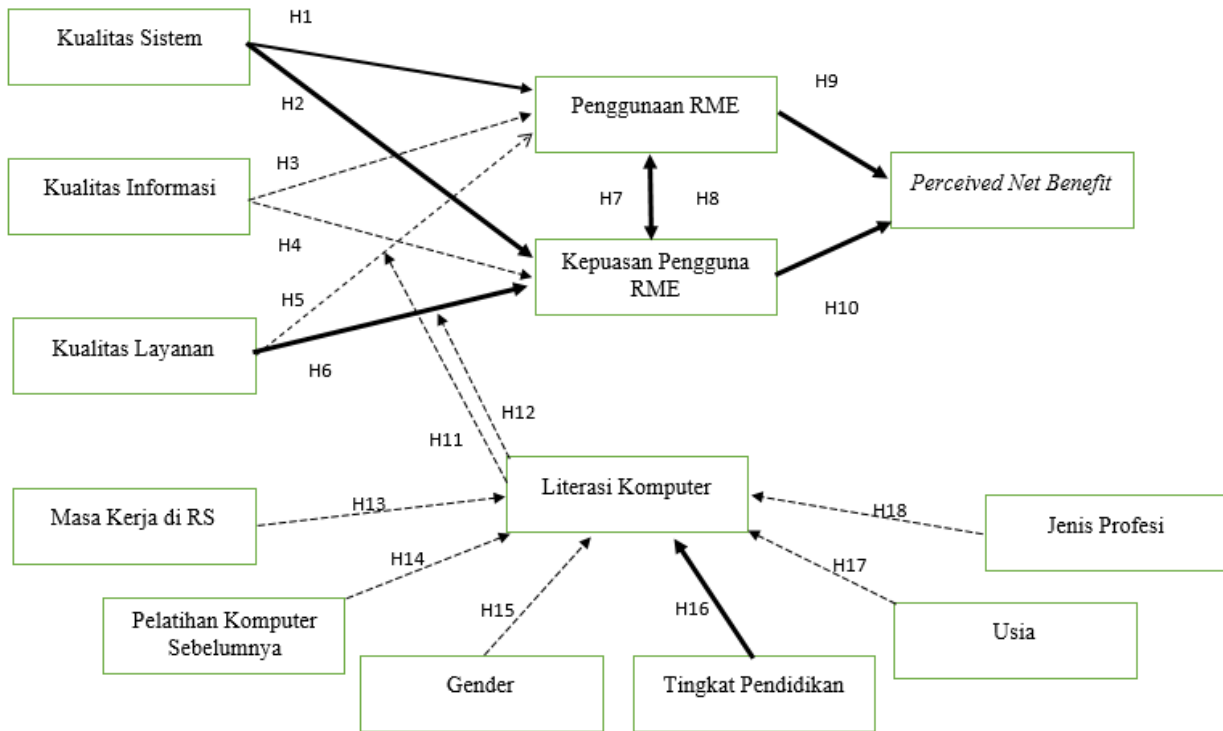 H1
Kualitas Sistem
H9
Penggunaan RME
H2
H3
Kualitas Informasi
Perceived Net Benefit
H7
H8
H4
Kepuasan Pengguna
RME
H5
H10
Kualitas Layanan
H6
H12
H11
Literasi Komputer
H13
H18
Masa Kerja di RS
Jenis Profesi
H14
H17
H15
H16
Pelatihan Komputer
Sebelumnya
Usia
Gender
Tingkat Pendidikan